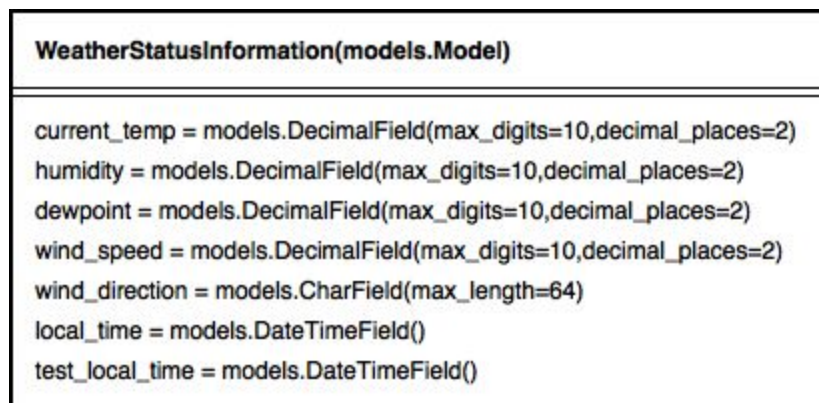 WeatherStatusInformation(models.Model)
current_temp = models.DecimalField(max_digits=10,decimal_places=2)
humidity = models.DecimalField(max_digits=10,decimal_places=2)
dewpoint = models.DecimalField(max_digits=10,decimal_places=2)
wind_speed = models.DecimalField(max_digits=10,decimal_places=2)
wind_direction = models.CharField(max_length=64)
local_time = models.DateTimeField()
test_local_time = models.DateTimeField()